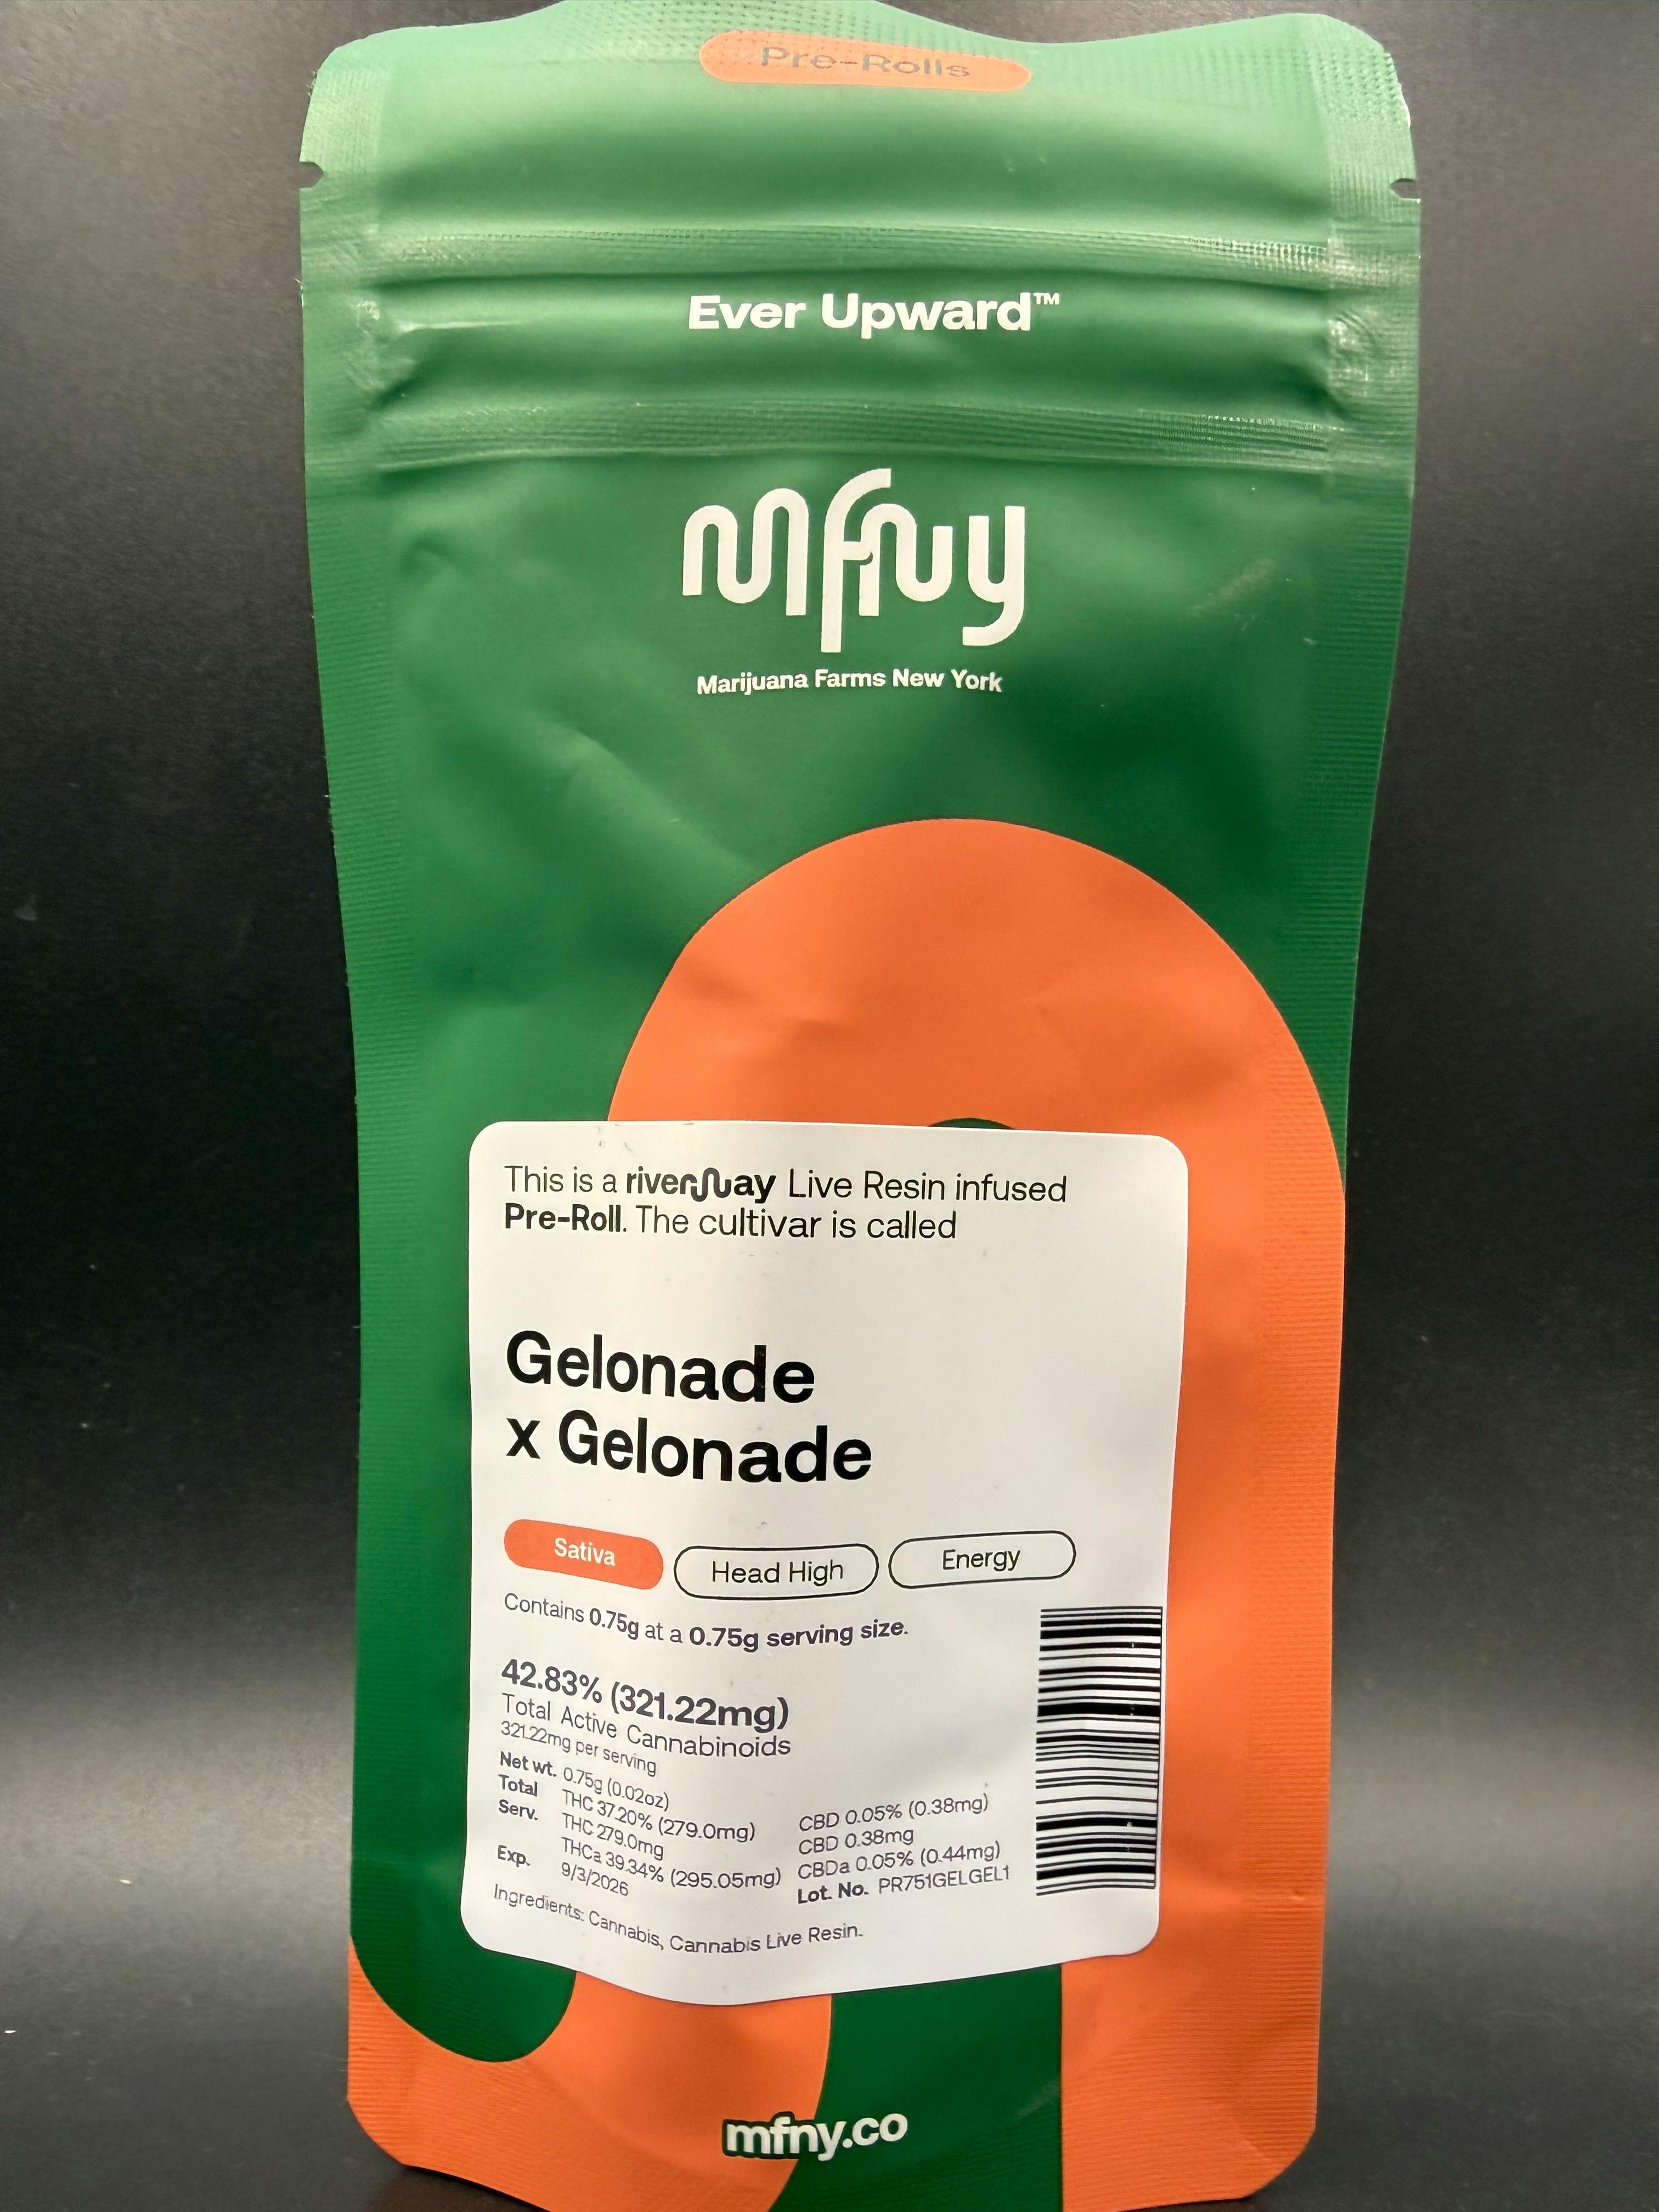 Pre-Rolls
Ever Upward™
mfny
Marijuana Farms New York
This is a riverbay Live Resin infused
Pre-Roll. The cultivar is called
Gelonade
x Gelonade
Sativa
Head High
Energy
Contains 0.75g at a 0.75g serving size.
42.83% (321.22mg)
Total Active Cannabinoids
321.22mg per serving
Net wt. 0.75g (0.02oz)
Total THC 37.20% (279.0mg) CBD 0.05% (0.38mg)
Serv. THC 279.0mg CBD 0.38mg
THCa 39.34% (295.05mg) CBDa 0.05% (0.44mg)
Exp. 9/3/2026 Lot. No. PR751GELGEL1
Ingredients: Cannabis, Cannabis Live Resin.
mfny.co